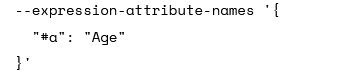 --expression-attribute-names '{
  "#a": "Age"
}'